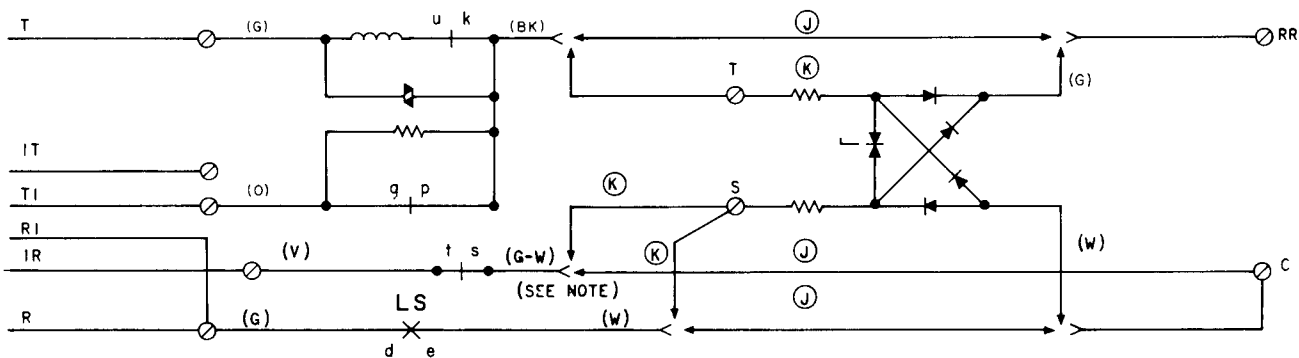 T (G) u k (BK) J RR
T K (G)
IT
TI (O) g p K S
RI
IR (V) t s (G-W) K J (W) C
(SEE NOTE)
R (G) LS (W) J
d e